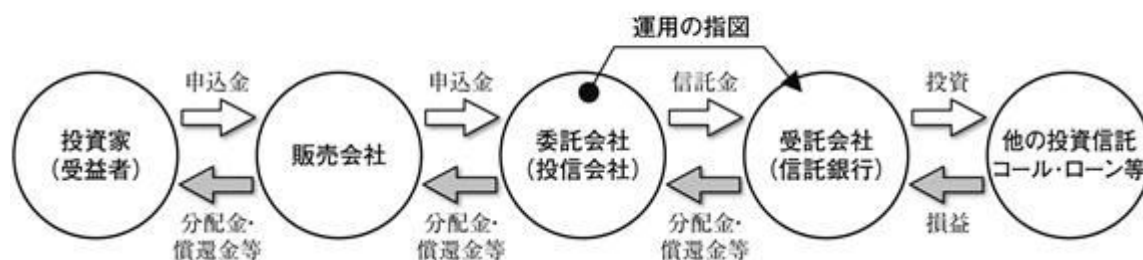 運用の指図
申込金
申込金
信託金
投資
投資家
(受益者)
販売会社
委託会社
(投信会社)
受託会社
(信託銀行)
他の投資信託
コール・ローン等
分配金・
償還金等
分配金・
償還金等
分配金・
償還金等
損益